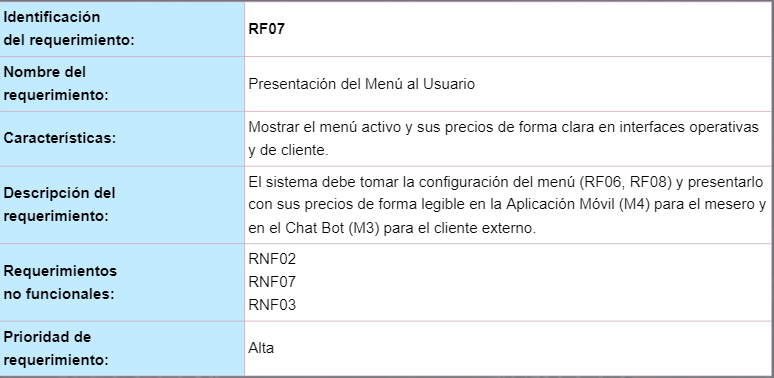 Identificación
del requerimiento:
RF07
Nombre del
requerimiento:
Presentación del Menú al Usuario
Características:
Mostrar el menú activo y sus precios de forma clara en interfaces operativas
y de cliente.
Descripción del
requerimiento:
El sistema debe tomar la configuración del menú (RF06, RF08) y presentarlo
con sus precios de forma legible en la Aplicación Móvil (M4) para el mesero y
en el Chat Bot (M3) para el cliente externo.
Requerimientos
no funcionales:
RNF02
RNF07
RNF03
Prioridad de
requerimiento:
Alta